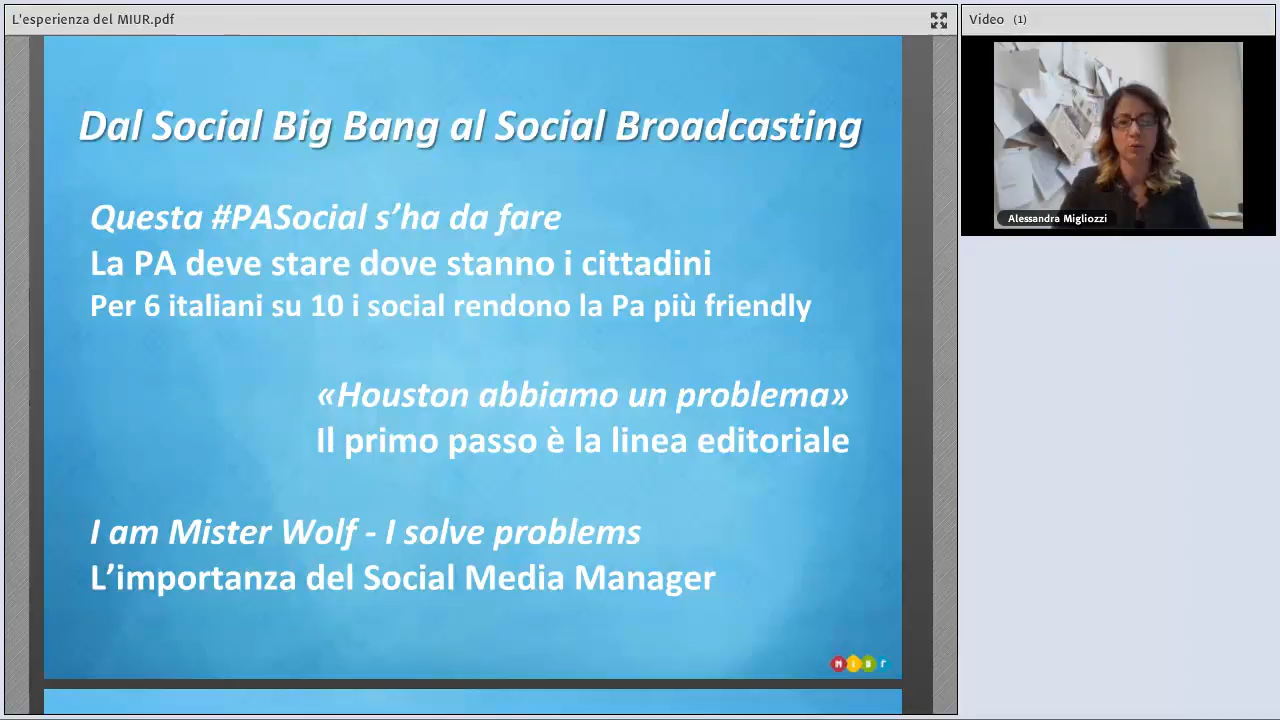 L'esperienza del MIUR.pdf
Video (1)
Alessandra Migliozzi
Dal Social Big Bang al Social Broadcasting
Questa #PASocial s’ha da fare
La PA deve stare dove stanno i cittadini
Per 6 italiani su 10 i social rendono la Pa più friendly
«Houston abbiamo un problema»
Il primo passo è la linea editoriale
I am Mister Wolf - I solve problems
L’importanza del Social Media Manager
M I U R